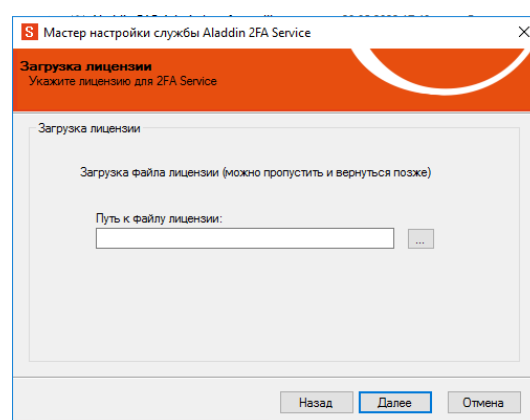 S Мастер настройки службы Aladdin 2FA Service
Загрузка лицензии
Укажите лицензию для 2FA Service
Загрузка лицензии
Загрузка файла лицензии (можно пропустить и вернуться позже)
Путь к файлу лицензии:
...
Назад Далее Отмена